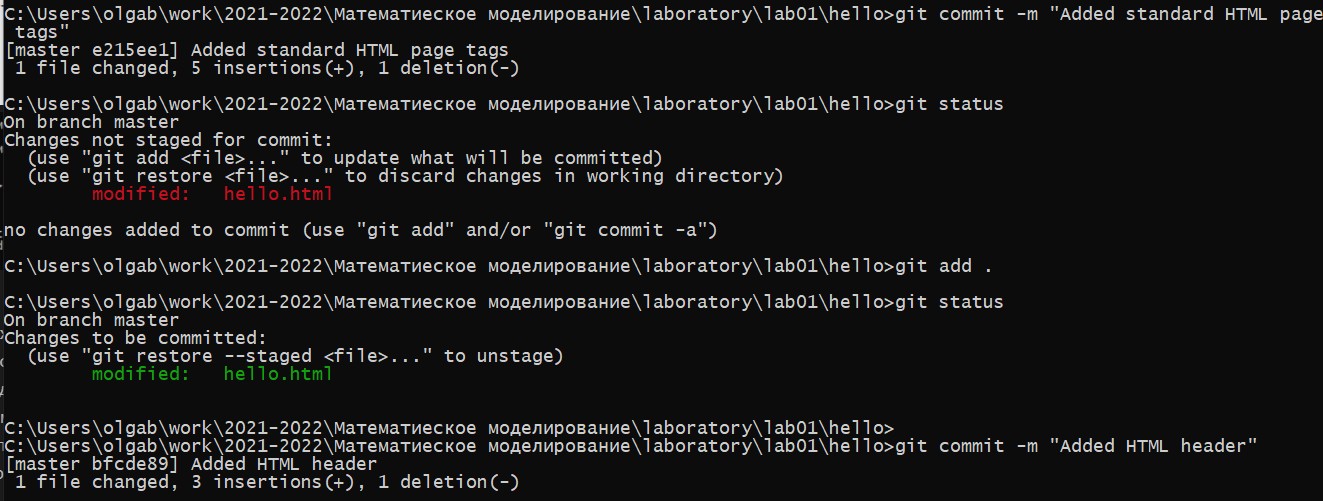 C:\Users\olgab\work\2021-2022\Математиеское моделирование\laboratory\lab01\hello>git commit -m "Added standard HTML page
 tags"
[master e215ee1] Added standard HTML page tags
 1 file changed, 5 insertions(+), 1 deletion(-)
C:\Users\olgab\work\2021-2022\Математиеское моделирование\laboratory\lab01\hello>git status
On branch master
Changes not staged for commit:
  (use "git add <file>..." to update what will be committed)
  (use "git restore <file>..." to discard changes in working directory)
        modified:   hello.html
no changes added to commit (use "git add" and/or "git commit -a")
C:\Users\olgab\work\2021-2022\Математиеское моделирование\laboratory\lab01\hello>git add .
C:\Users\olgab\work\2021-2022\Математиеское моделирование\laboratory\lab01\hello>git status
On branch master
Changes to be committed:
  (use "git restore --staged <file>..." to unstage)
        modified:   hello.html
C:\Users\olgab\work\2021-2022\Математиеское моделирование\laboratory\lab01\hello>
C:\Users\olgab\work\2021-2022\Математиеское моделирование\laboratory\lab01\hello>git commit -m "Added HTML header"
[master bfcde89] Added HTML header
 1 file changed, 3 insertions(+), 1 deletion(-)